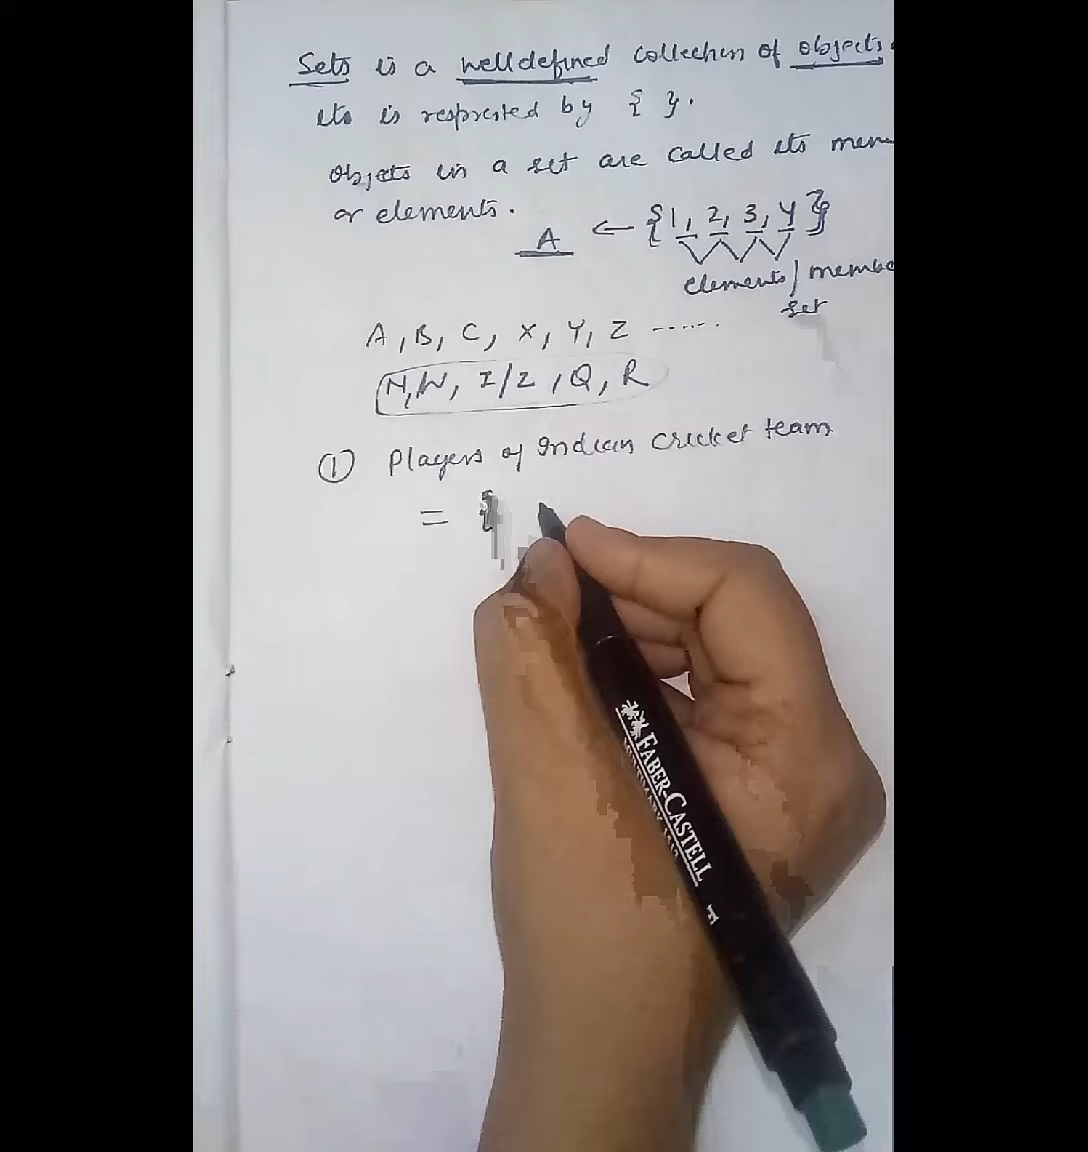 Sets is a welldefined collection of objects.
its is resprested by { }.
objects in a set are called its mem
or elements.
A ← {1, 2, 3, 4}
elements/membe
set
A, B, C, X, Y, Z ......
N, W, I/Z, Q, R
① Players of Indian cricket team
= {
FABER-CASTELL